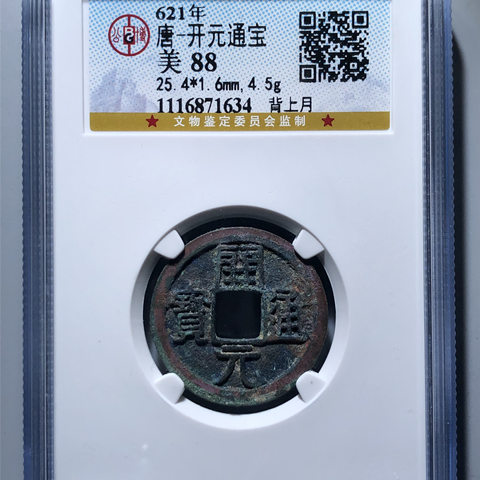 621年
唐-开元通宝
美 88
25.4*1.6mm,4.5g
1116871634 背上月
★ 文物鉴定委员会监制 ★
開
寳 通
元